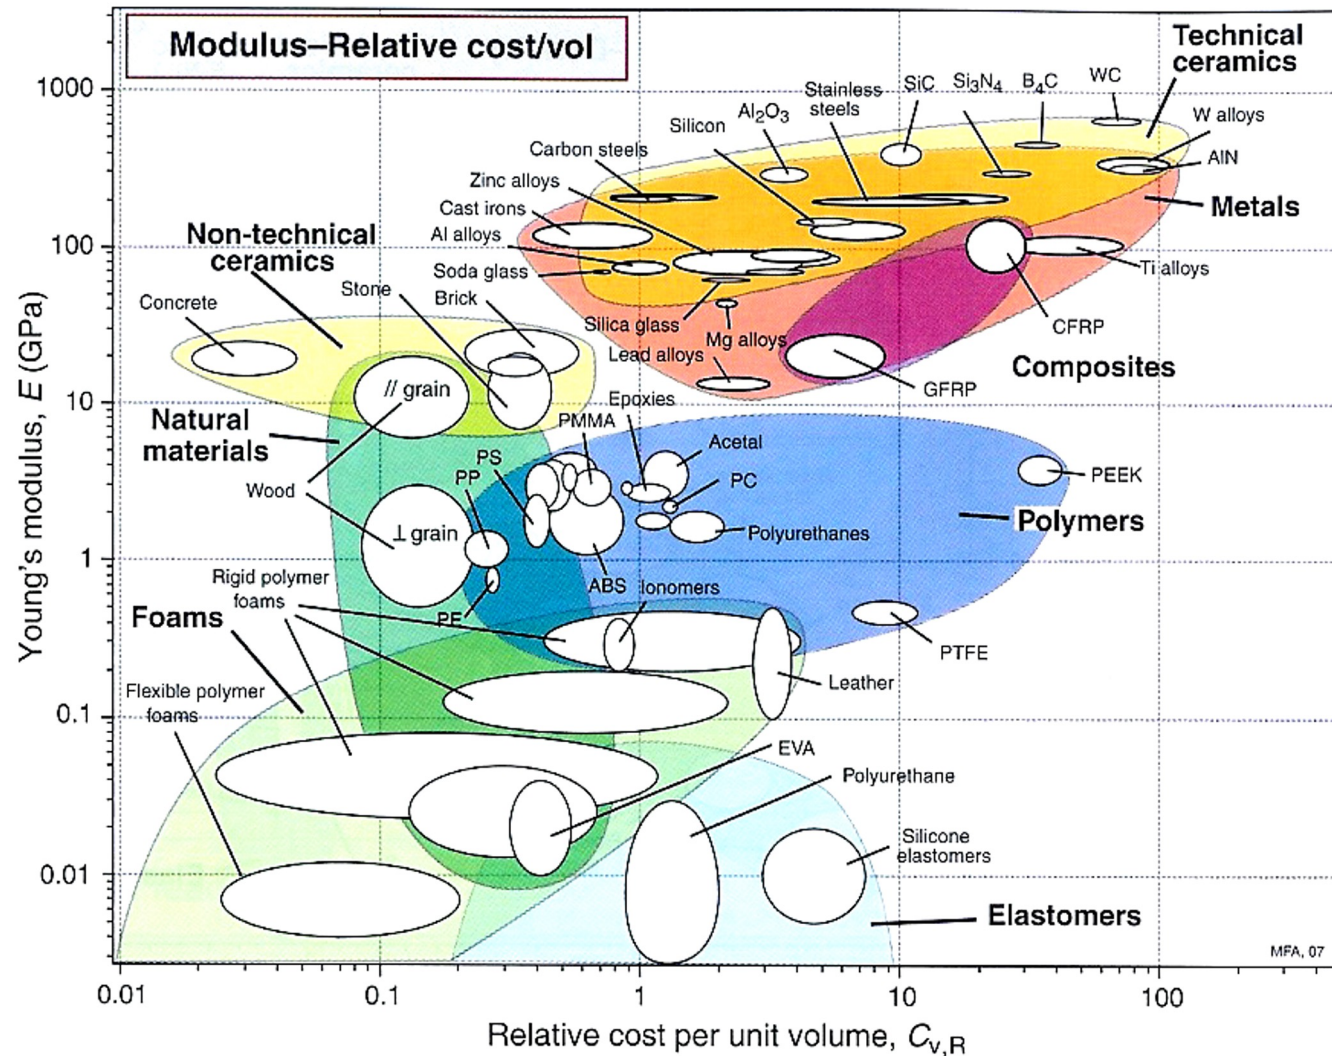 Modulus–Relative cost/vol
Technical
ceramics
WC
B4C
Si3N4
SiC
Stainless
steels
Al2O3
Silicon
W alloys
AlN
Carbon steels
Zinc alloys
Cast irons
Al alloys
Soda glass
Metals
Non-technical
ceramics
Stone
Brick
Concrete
Silica glass
Mg alloys
Lead alloys
Ti alloys
CFRP
Composites
GFRP
// grain
Natural
materials
Epoxies
PMMA
Acetal
PS
PP
PC
PEEK
Wood
⊥ grain
Polyurethanes
Polymers
Rigid polymer
foams
ABS
Ionomers
PE
Foams
PTFE
Leather
Flexible polymer
foams
EVA
Polyurethane
Silicone
elastomers
Elastomers
MFA, 07
1000
100
10
1
0.1
0.01
Young's modulus, E (GPa)
0.01
0.1
1
10
100
Relative cost per unit volume, Cv,R